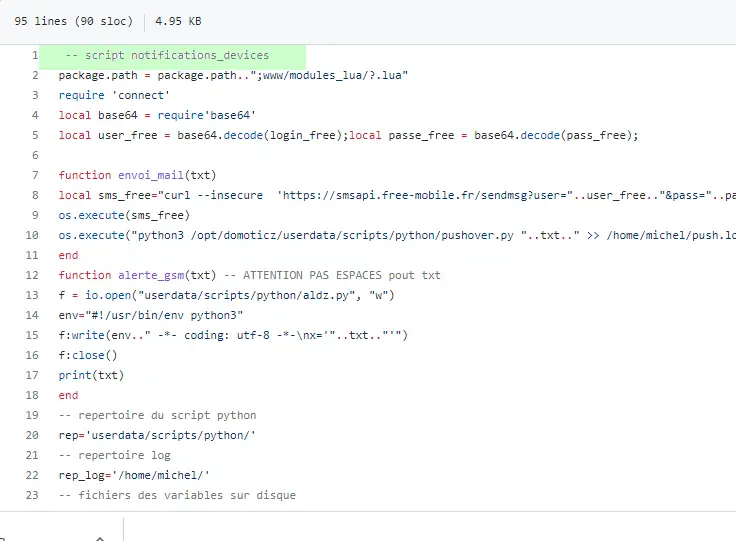 95 lines (90 sloc) 4.95 KB
1 -- script notifications_devices
2 package.path = package.path..";www/modules_lua/?.lua"
3 require 'connect'
4 local base64 = require'base64'
5 local user_free = base64.decode(login_free);local passe_free = base64.decode(pass_free);
6
7 function envoi_mail(txt)
8 local sms_free="curl --insecure  'https://smsapi.free-mobile.fr/sendmsg?user="..user_free.."&pass="..pa
9 os.execute(sms_free)
10 os.execute("python3 /opt/domoticz/userdata/scripts/python/pushover.py "..txt.." >> /home/michel/push.lo
11 end
12 function alerte_gsm(txt) -- ATTENTION PAS ESPACES pout txt
13 f = io.open("userdata/scripts/python/aldz.py", "w")
14 env="#!/usr/bin/env python3"
15 f:write(env.." -*- coding: utf-8 -*-\nx='"..txt.."'")
16 f:close()
17 print(txt)
18 end
19 -- repertoire du script python
20 rep='userdata/scripts/python/'
21 -- repertoire log
22 rep_log='/home/michel/'
23 -- fichiers des variables sur disque